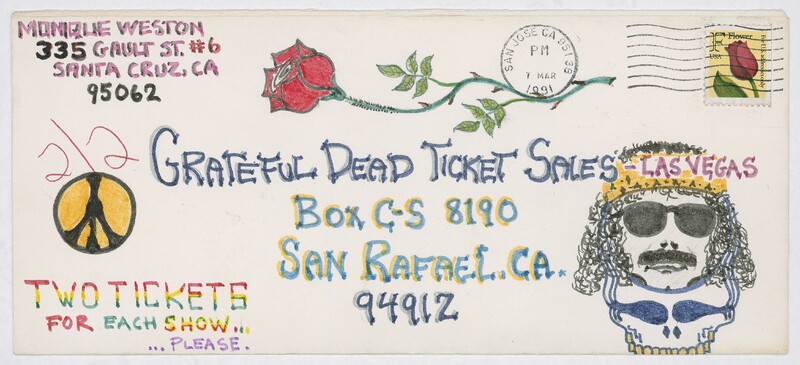 MONIQUE WESTON
335 GAULT ST. #6
SANTA CRUZ, CA
95062
SAN JOSE CA 951 38
PM
7 MAR
1991
F Flower
USA
2/2
GRATEFUL DEAD TICKET SALES - LAS VEGAS
BOX C-S 8190
SAN RAFAEL, CA.
94912
TWO TICKETS
FOR EACH SHOW...
...PLEASE.